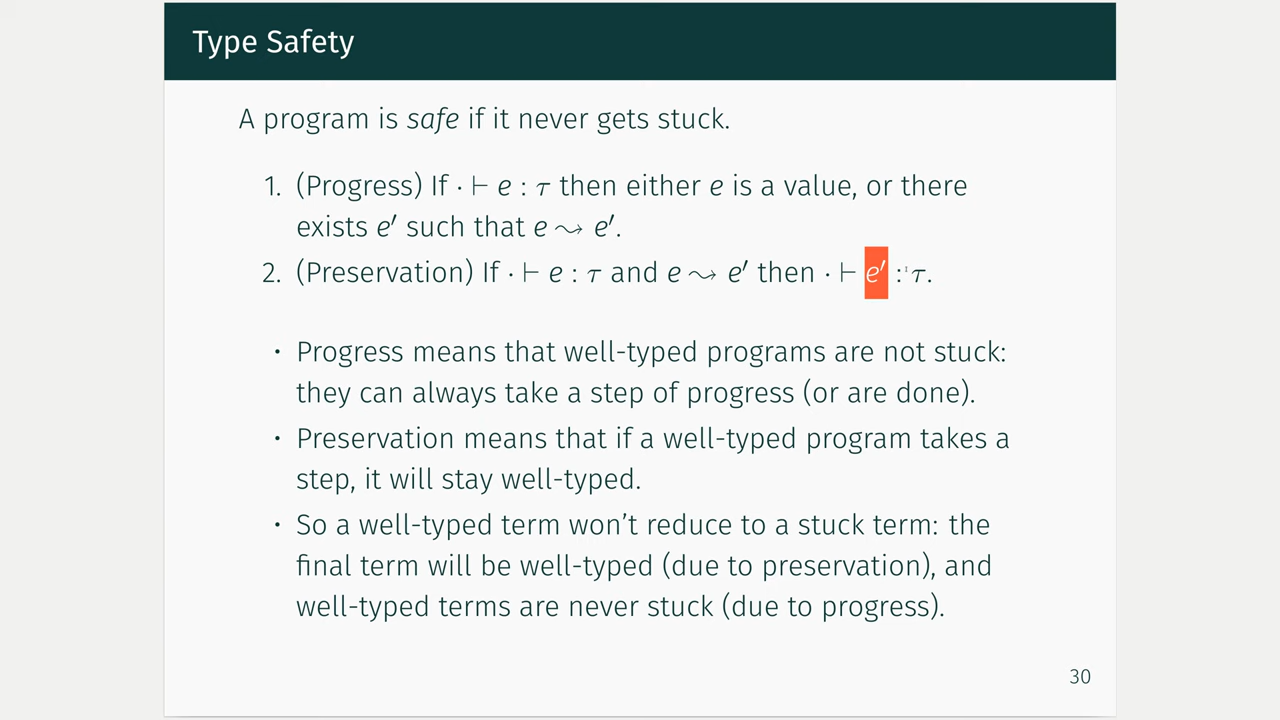 Type Safety
A program is safe if it never gets stuck.
1. (Progress) If · ⊢ e : τ then either e is a value, or there
exists e′ such that e ⇝ e′.
2. (Preservation) If · ⊢ e : τ and e ⇝ e′ then · ⊢ e′ : τ.
· Progress means that well-typed programs are not stuck:
they can always take a step of progress (or are done).
· Preservation means that if a well-typed program takes a
step, it will stay well-typed.
· So a well-typed term won’t reduce to a stuck term: the
final term will be well-typed (due to preservation), and
well-typed terms are never stuck (due to progress).
30